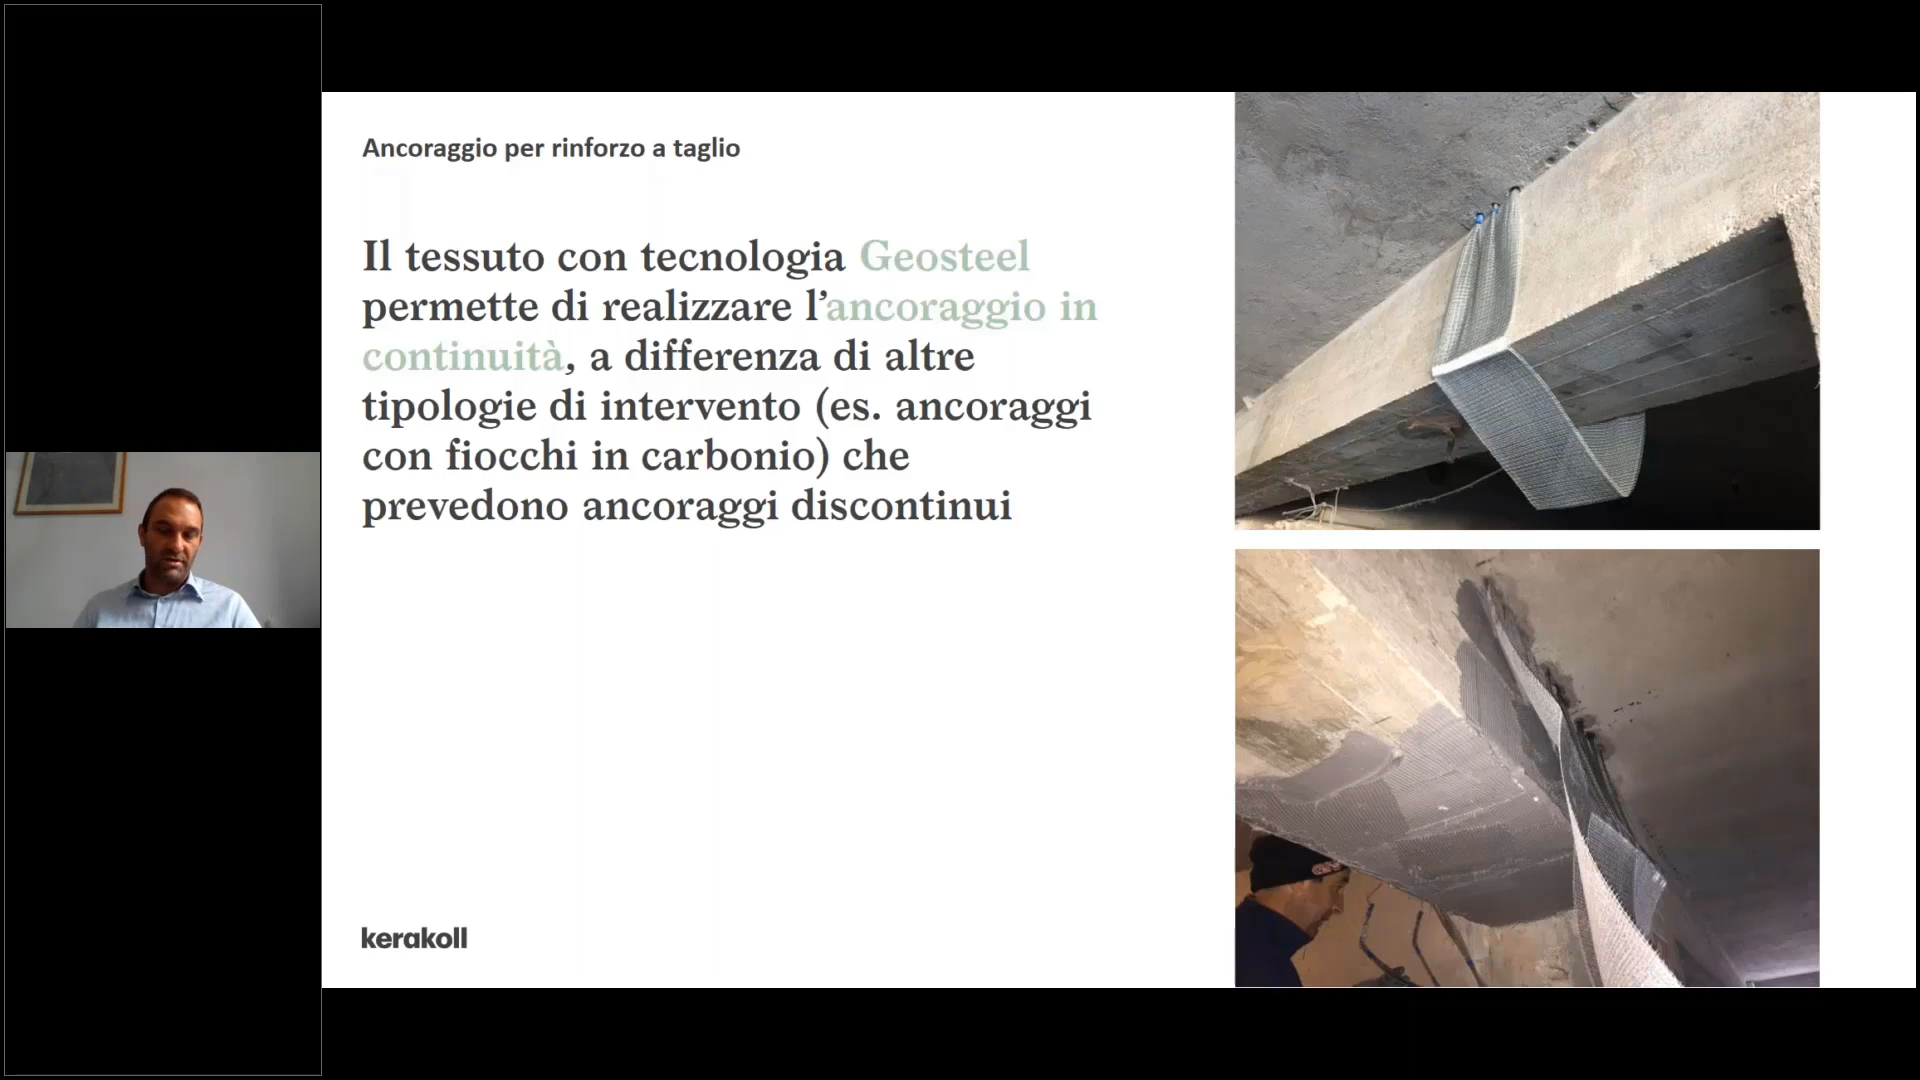 Ancoraggio per rinforzo a taglio
Il tessuto con tecnologia Geosteel
permette di realizzare l’ancoraggio in
continuità, a differenza di altre
tipologie di intervento (es. ancoraggi
con fiocchi in carbonio) che
prevedono ancoraggi discontinui
kerakoll